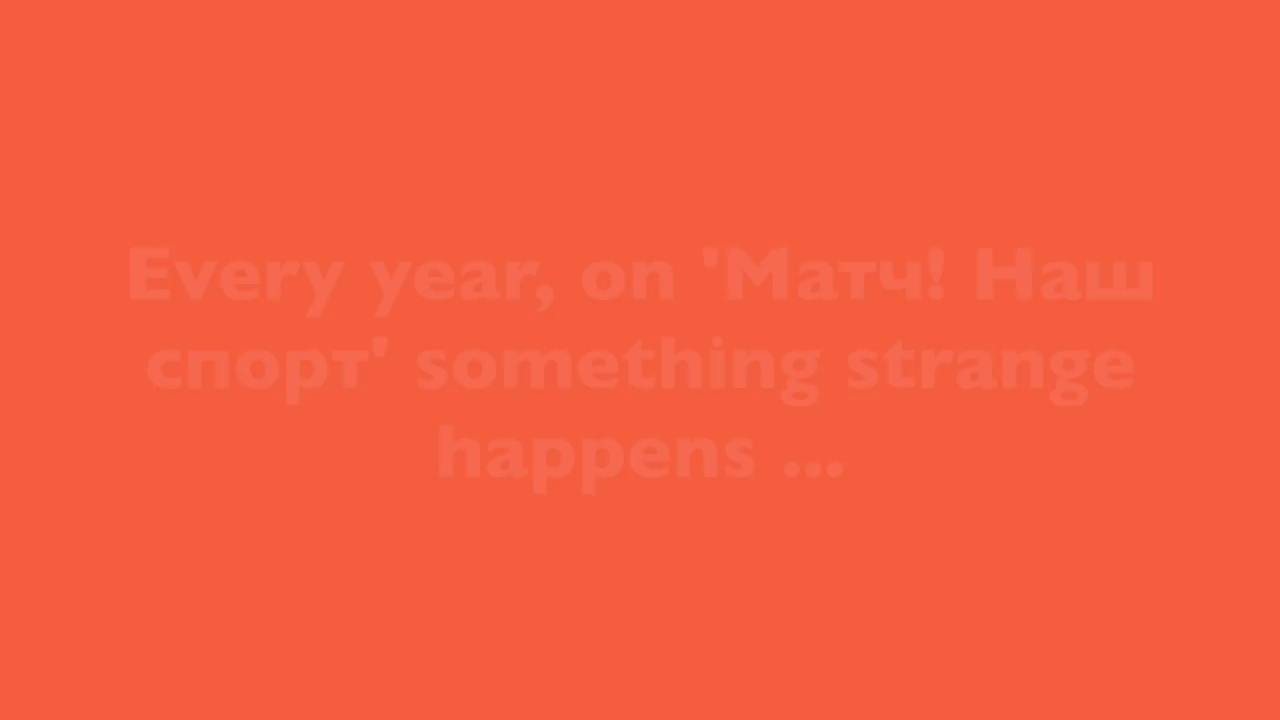 Every year, on 'Матч! Наш
спорт' something strange
happens ...